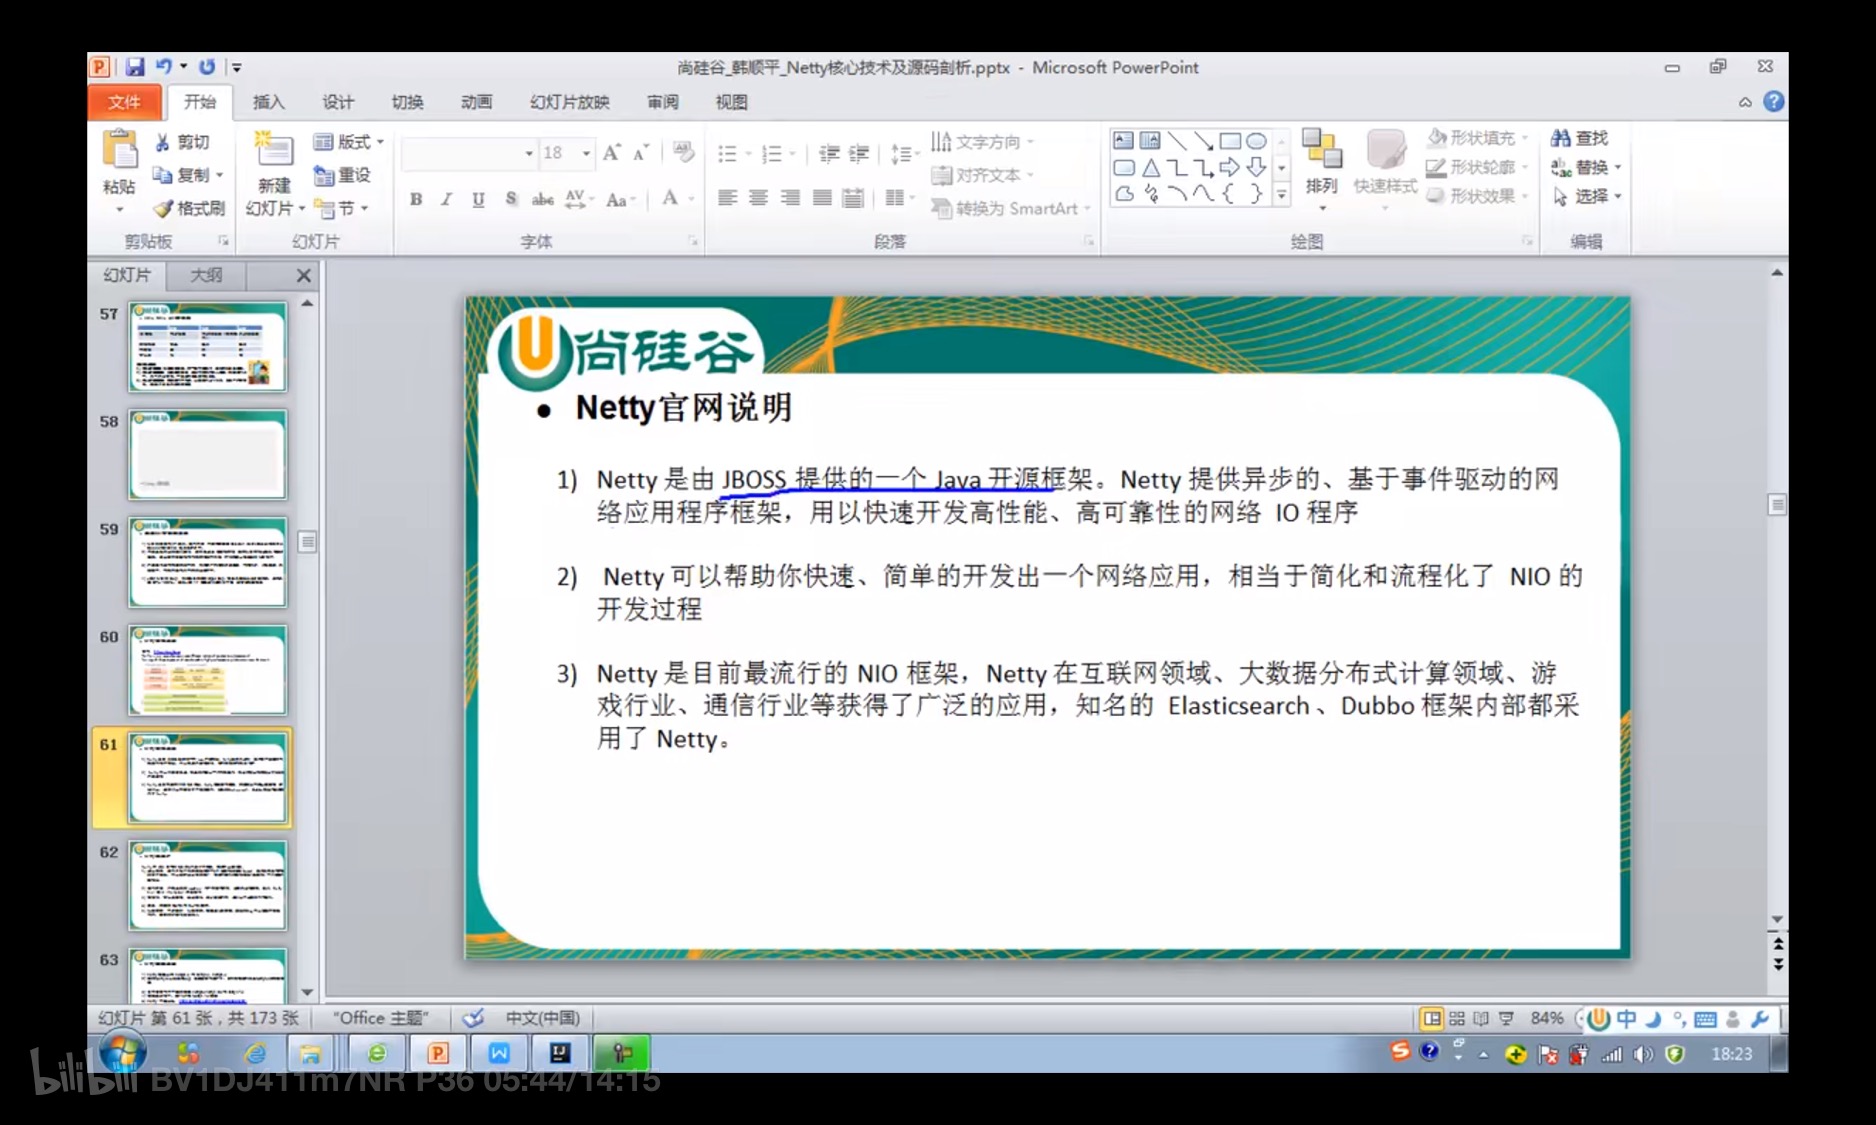 尚硅谷_韩顺平_Netty核心技术及源码剖析.pptx - Microsoft PowerPoint
文件 开始 插入 设计 切换 动画 幻灯片放映 审阅 视图
粘贴 剪切 复制 格式刷
剪贴板
新建幻灯片 版式 重设 节
幻灯片
18
B I U S abc AV Aa A
字体
文字方向
对齐文本
转换为 SmartArt
段落
排列 快速样式 形状填充 形状轮廓 形状效果
绘图
查找
替换
选择
编辑
幻灯片 大纲
57
58
59
60
61
62
63
尚硅谷
• Netty官网说明
1) Netty 是由 JBOSS 提供的一个 Java 开源框架。Netty 提供异步的、基于事件驱动的网
络应用程序框架，用以快速开发高性能、高可靠性的网络 IO 程序
2) Netty 可以帮助你快速、简单的开发出一个网络应用，相当于简化和流程化了 NIO 的
开发过程
3) Netty 是目前最流行的 NIO 框架，Netty 在互联网领域、大数据分布式计算领域、游
戏行业、通信行业等获得了广泛的应用，知名的 Elasticsearch 、Dubbo 框架内部都采
用了 Netty。
幻灯片 第 61 张，共 173 张 "Office 主题" 中文(中国) 84% 中
18:23
bilibili BV1DJ411m7NR P36 05:44/14:15